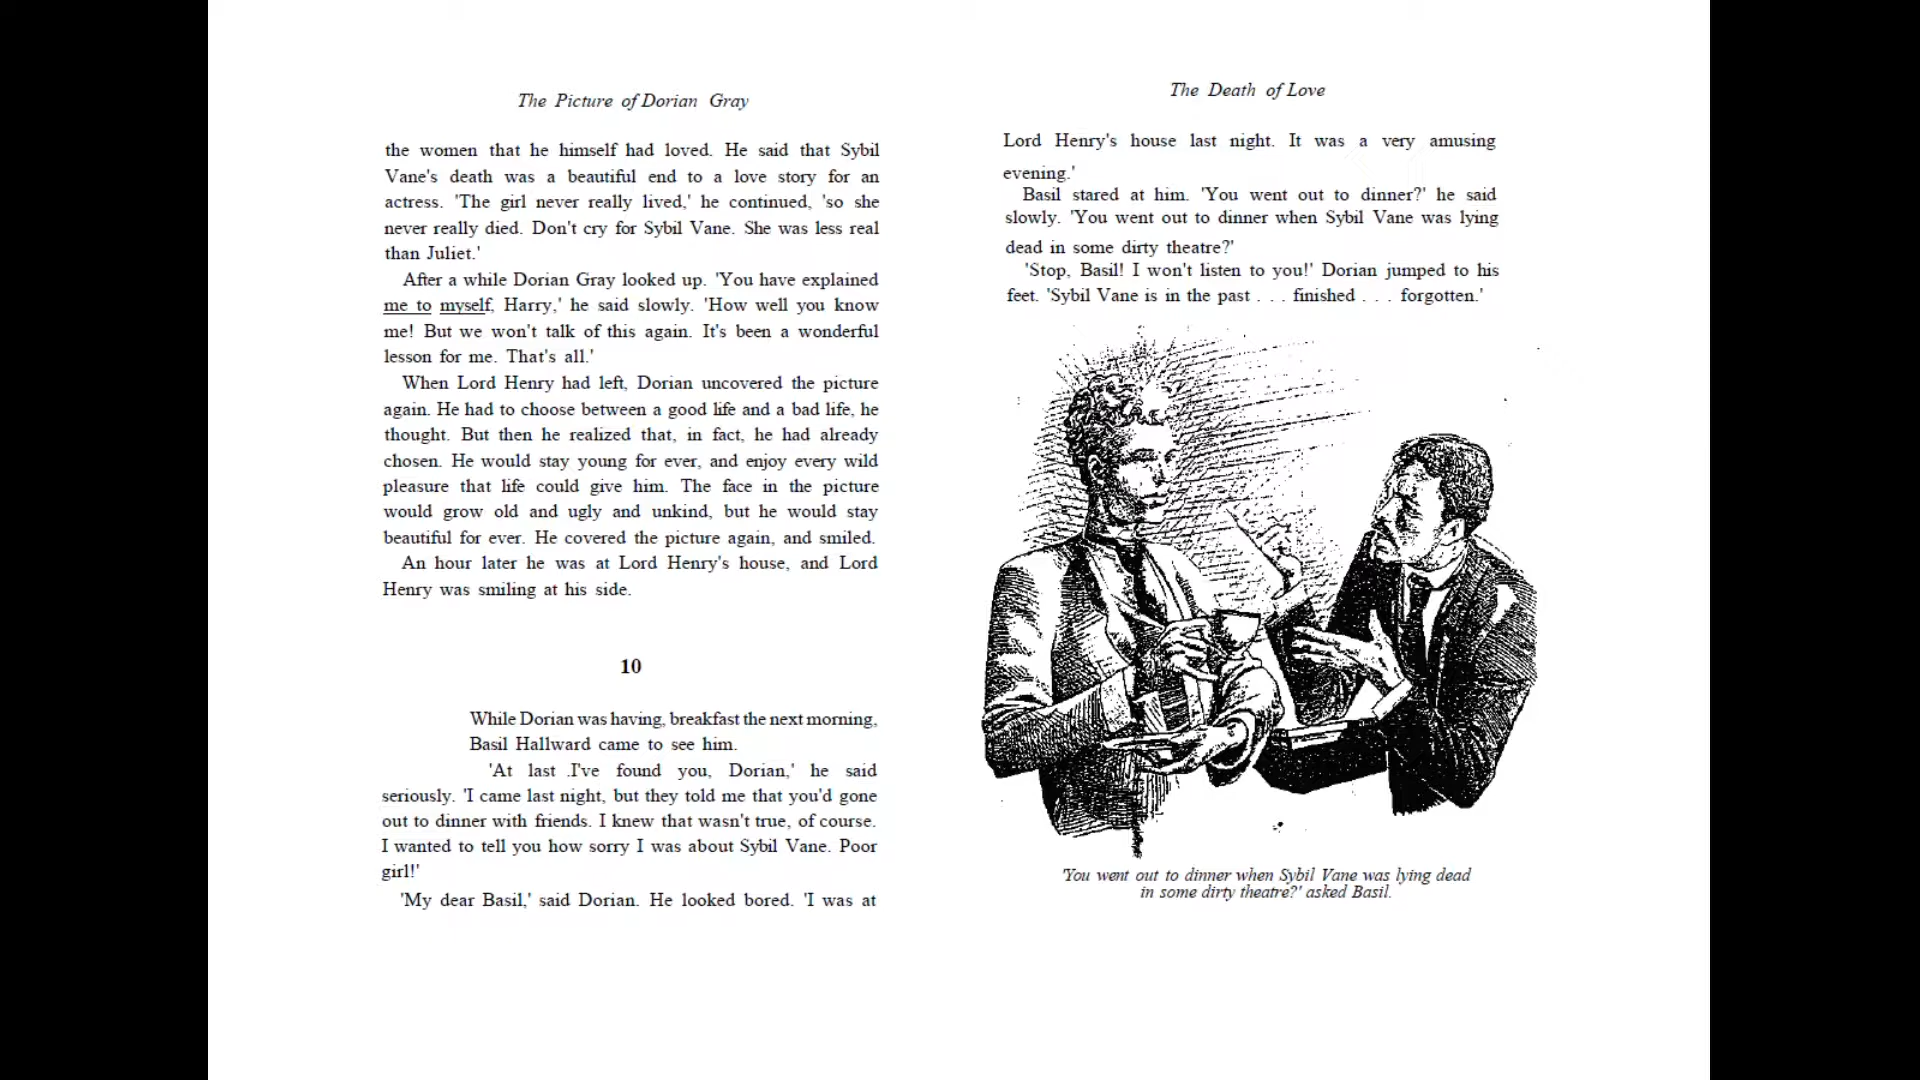 The Picture of Dorian Gray
the women that he himself had loved. He said that Sybil
Vane's death was a beautiful end to a love story for an
actress. 'The girl never really lived,' he continued, 'so she
never really died. Don't cry for Sybil Vane. She was less real
than Juliet.'
After a while Dorian Gray looked up. 'You have explained
me to myself, Harry,' he said slowly. 'How well you know
me! But we won't talk of this again. It's been a wonderful
lesson for me. That's all.'
When Lord Henry had left, Dorian uncovered the picture
again. He had to choose between a good life and a bad life, he
thought. But then he realized that, in fact, he had already
chosen. He would stay young for ever, and enjoy every wild
pleasure that life could give him. The face in the picture
would grow old and ugly and unkind, but he would stay
beautiful for ever. He covered the picture again, and smiled.
An hour later he was at Lord Henry's house, and Lord
Henry was smiling at his side.
10
While Dorian was having, breakfast the next morning,
Basil Hallward came to see him.
'At last .I've found you, Dorian,' he said
seriously. 'I came last night, but they told me that you'd gone
out to dinner with friends. I knew that wasn't true, of course.
I wanted to tell you how sorry I was about Sybil Vane. Poor
girl!'
'My dear Basil,' said Dorian. He looked bored. 'I was at
The Death of Love
Lord Henry's house last night. It was a very amusing
evening.'
Basil stared at him. 'You went out to dinner?' he said
slowly. 'You went out to dinner when Sybil Vane was lying
dead in some dirty theatre?'
'Stop, Basil! I won't listen to you!' Dorian jumped to his
feet. 'Sybil Vane is in the past . . . finished . . . forgotten.'
'You went out to dinner when Sybil Vane was lying dead
in some dirty theatre?' asked Basil.